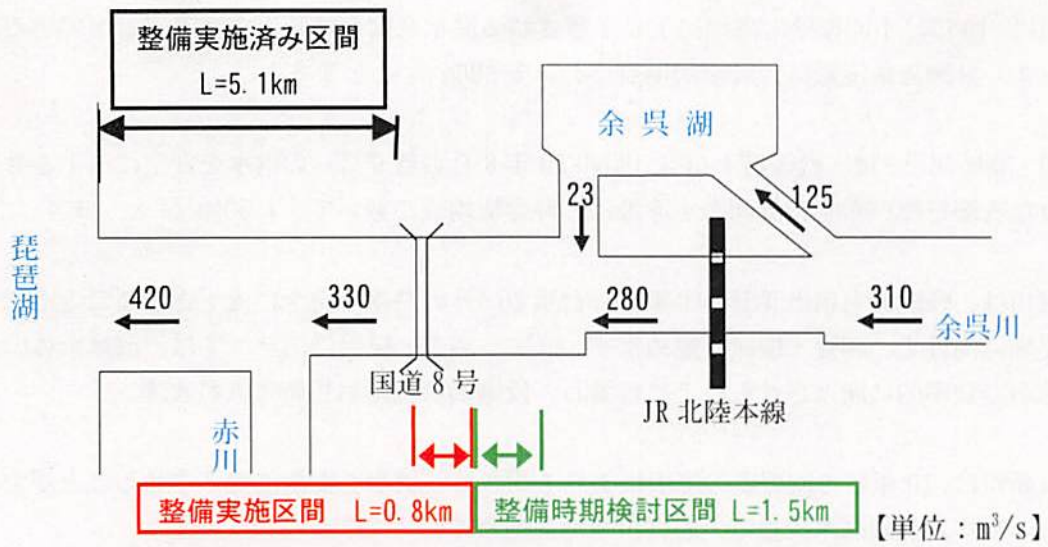 整備実施済み区間
L=5.1km
余呉湖
23
125
琵琶湖
420
330
280
310
余呉川
国道8号
JR北陸本線
赤川
整備実施区間 L=0.8km
整備時期検討区間 L=1.5km
【単位：m³/s】